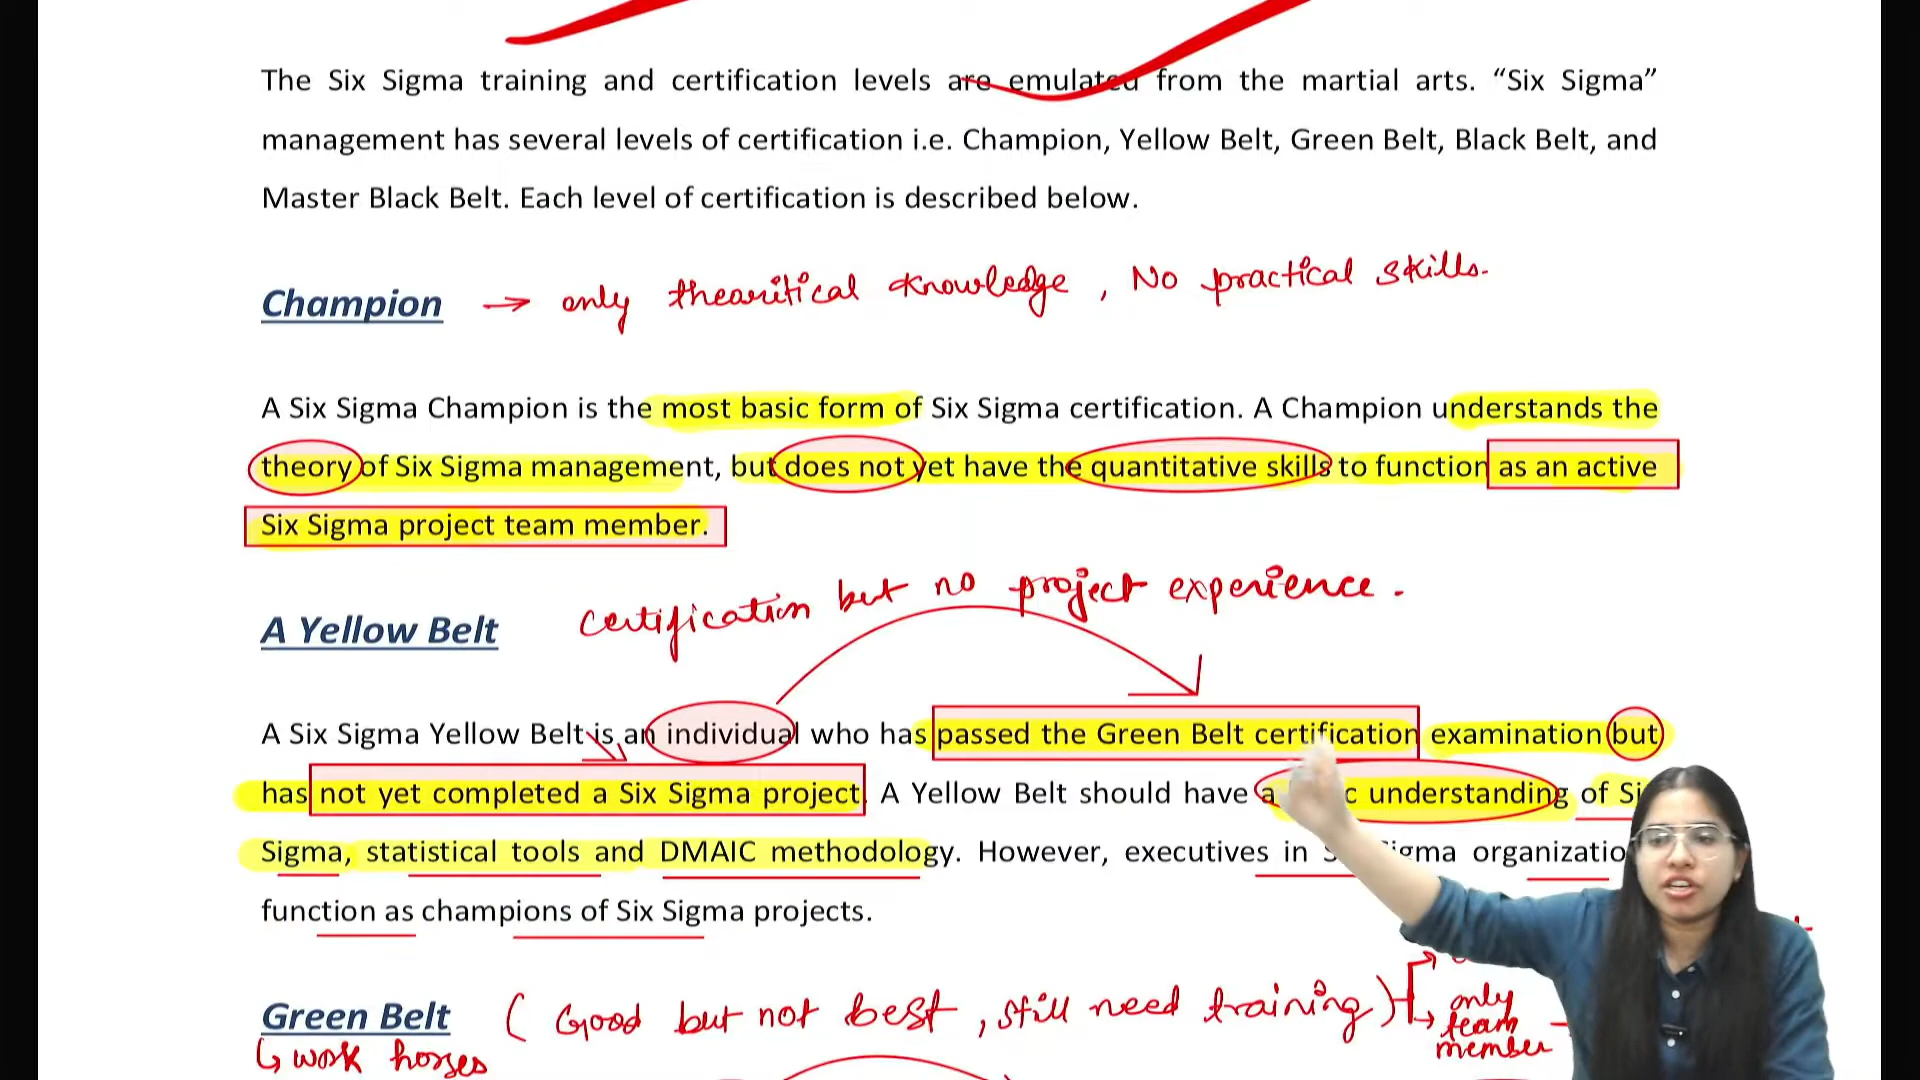 The Six Sigma training and certification levels are emulated from the martial arts. “Six Sigma”
management has several levels of certification i.e. Champion, Yellow Belt, Green Belt, Black Belt, and
Master Black Belt. Each level of certification is described below.
Champion → only thearitical knowledge, No practical skills.
A Six Sigma Champion is the most basic form of Six Sigma certification. A Champion understands the
theory of Six Sigma management, but does not yet have the quantitative skills to function as an active
Six Sigma project team member.
A Yellow Belt certification but no project experience.
A Six Sigma Yellow Belt is an individual who has passed the Green Belt certification examination but
has not yet completed a Six Sigma project. A Yellow Belt should have a understanding of
Sigma, statistical tools and DMAIC methodology. However, executives in
function as champions of Six Sigma projects.
Green Belt (Good but not best, still need training)
only
team
member
↳ work horses